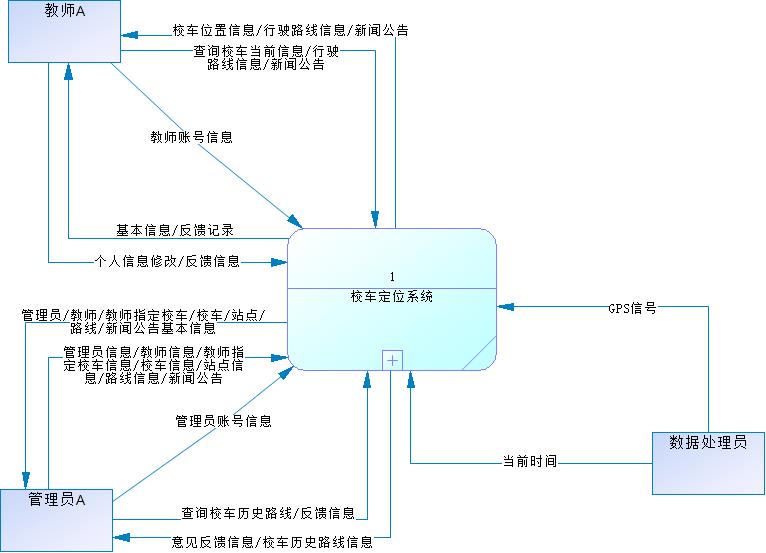 教师A
校车位置信息/行驶路线信息/新闻公告
查询校车当前信息/行驶
路线信息/新闻公告
教师账号信息
基本信息/反馈记录
个人信息修改/反馈信息
1
校车定位系统
管理员/教师/教师指定校车/校车/站点/
路线/新闻公告基本信息
GPS信号
管理员信息/教师信息/教师指
定校车信息/校车信息/站点信
息/路线信息/新闻公告
管理员账号信息
数据处理员
当前时间
管理员A
查询校车历史路线/反馈信息
意见反馈信息/校车历史路线信息